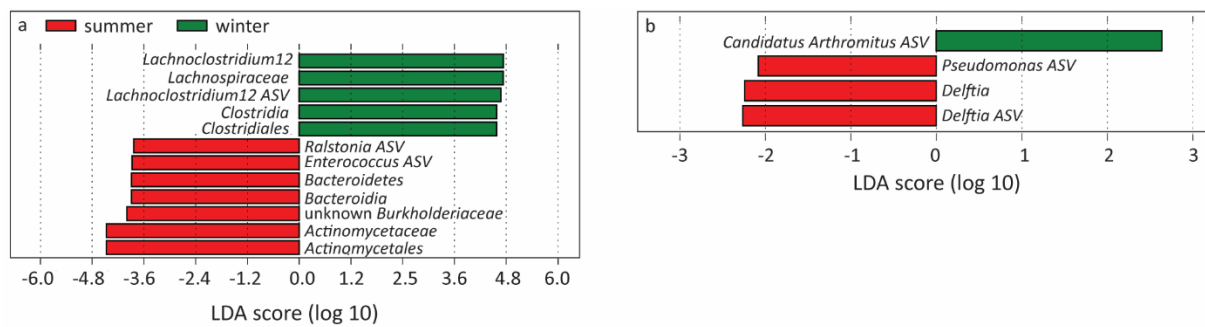 a summer winter
Lachnoclostridium12
Lachnospiraceae
Lachnoclostridium12 ASV
Clostridia
Clostridiales
Ralstonia ASV
Enterococcus ASV
Bacteroidetes
Bacteroidia
unknown Burkholderiaceae
Actinomycetaceae
Actinomycetales
-6.0 -4.8 -3.6 -2.4 -1.2 0.0 1.2 2.5 3.6 4.8 6.0
LDA score (log 10)
b
Candidatus Arthromitus ASV
Pseudomonas ASV
Delftia
Delftia ASV
-3 -2 -1 0 1 2 3
LDA score (log 10)